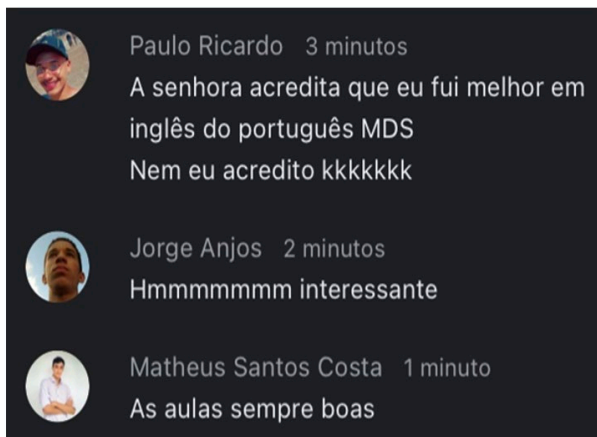 Paulo Ricardo 3 minutos
A senhora acredita que eu fui melhor em
inglês do português MDS
Nem eu acredito kkkkkkk
Jorge Anjos 2 minutos
Hmmmmmmm interessante
Matheus Santos Costa 1 minuto
As aulas sempre boas